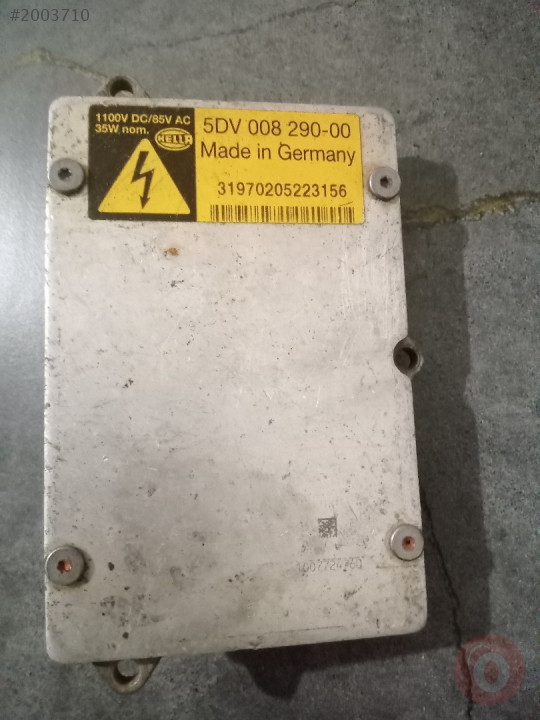 #2003710
1100V DC/85V AC
35W nom.
HELLA
5DV 008 290-00
Made in Germany
31970205223156